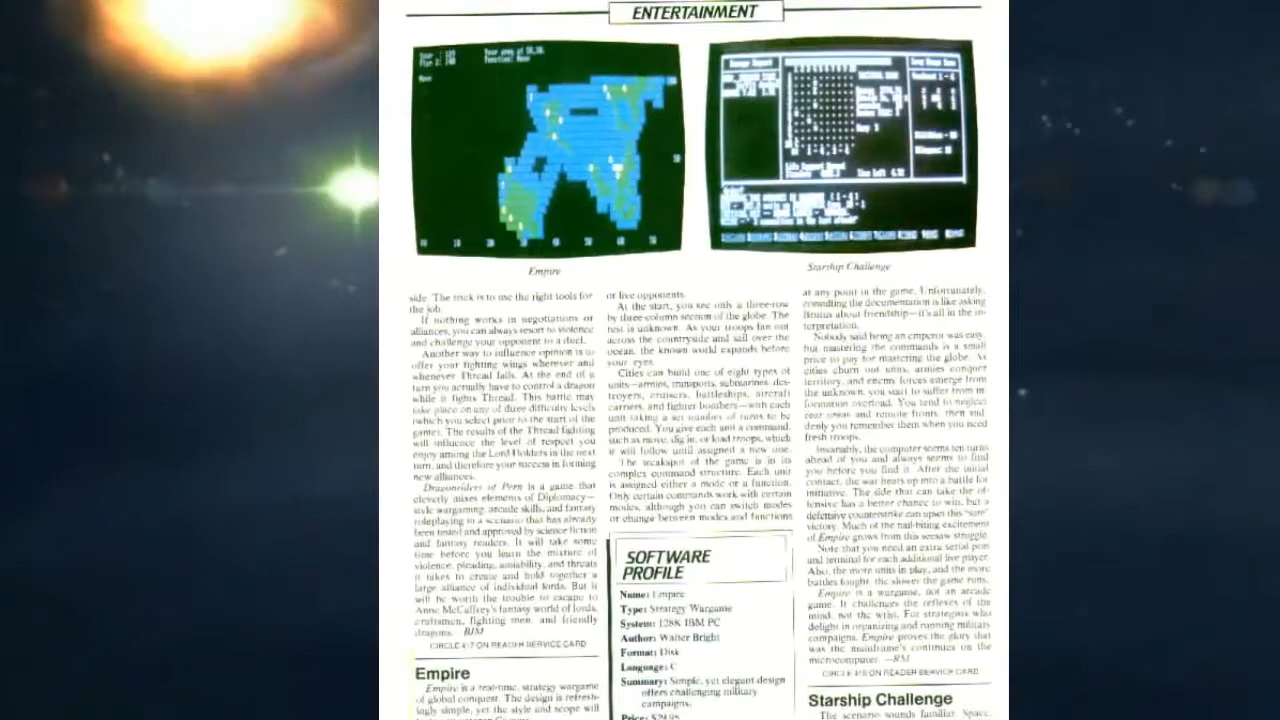 ENTERTAINMENT
Empire
Starship Challenge
side. The trick is to use the right tools for
the job.
If nothing works in negotiations or
alliances, you can always resort to violence
and challenge your opponent to a duel.
Another way to influence opinion is to
offer your fighting wings wherever and
whenever Thread falls. At the end of a
turn you actually have to control a dragon
while it fights Thread. This battle may
take place on any of three difficulty levels
(which you select prior to the start of the
game). The results of the Thread fighting
will influence the level of respect you
enjoy among the Lord Holders in the next
turn, and therefore your success in forming
new alliances.
Dragonriders of Pern is a game that
cleverly mixes elements of Diplomacy—
style wargaming, arcade skills, and fantasy
roleplaying in a scenario that has already
been tested and approved by science fiction
and fantasy readers. It will take some
time before you learn the mixture of
violence, pleading, amiability, and threats
it takes to create and hold together a
large alliance of individual lords. But it
will be worth the trouble to escape to
Anne McCaffrey's fantasy world of lords,
craftsmen, fighting men, and friendly
dragons. —BJM
CIRCLE 417 ON READER SERVICE CARD
Empire
Empire is a real-time, strategy wargame
of global conquest. The design is refresh-
ingly simple, yet the style and scope will
or five opponents.
At the start, you see only a three-row
by three-column section of the globe. The
rest is unknown. As your troops fan out
across the countryside and sail over the
ocean, the known world expands before
your eyes.
Cities can build one of eight types of
units—armies, transports, submarines, des-
troyers, cruisers, battleships, aircraft
carriers, and fighter bombers—with each
unit taking a set number of turns to be
produced. You give each unit a command,
such as move, dig in, or load troops, which
it will follow until assigned a new one.
The weakspot of the game is in its
complex command structure. Each unit
is assigned either a mode or a function.
Only certain commands work with certain
modes, although you can switch modes
or change between modes and functions
SOFTWARE
PROFILE
Name: Empire
Type: Strategy Wargame
System: 128K IBM PC
Author: Walter Bright
Format: Disk
Language: C
Summary: Simple, yet elegant design
offers challenging military
campaigns.
Price: $29.95
at any point in the game. Unfortunately,
consulting the documentation is like asking
Brutus about friendship—it's all in the in-
terpretation.
Nobody said being an emperor was easy,
but mastering the commands is a small
price to pay for mastering the globe. As
cities churn out units, armies conquer
territory, and enemy forces emerge from
the unknown, you start to suffer from in-
formation overload. You tend to neglect
rear areas and remote fronts, then sud-
denly you remember them when you need
fresh troops.
Invariably, the computer seems ten turns
ahead of you and always seems to find
you before you find it. After the initial
contact, the war heats up into a battle for
initiative. The side that can take the of-
fensive has a better chance to win, but a
defensive counterstrike can upset this "sure"
victory. Much of the nail-biting excitement
of Empire grows from this seesaw struggle.
Note that you need an extra serial port
and terminal for each additional live player.
Also, the more units in play, and the more
battles fought, the slower the game runs.
Empire is a wargame, not an arcade
game. It challenges the reflexes of the
mind, not the wrist. For strategists who
delight in organizing and running military
campaigns, Empire proves the glory that
was the mainframe's continues on the
microcomputer. —RM
CIRCLE 418 ON READER SERVICE CARD
Starship Challenge
The scenario sounds familiar. Space,